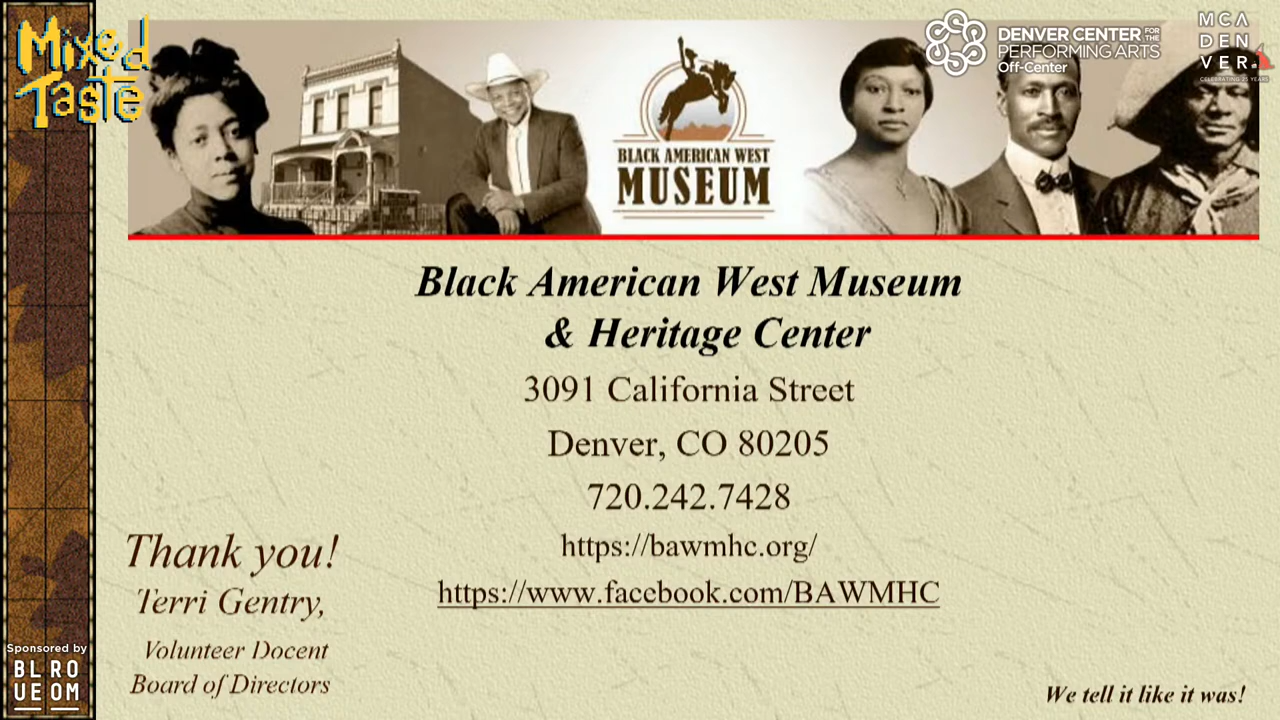 Mixed
Taste
DENVER CENTER FOR THE
PERFORMING ARTS
Off-Center
MCA
DEN
VER
CELEBRATING 25 YEARS
BLACK AMERICAN WEST
MUSEUM
Black American West Museum
& Heritage Center
3091 California Street
Denver, CO 80205
720.242.7428
https://bawmhc.org/
https://www.facebook.com/BAWMHC
Thank you!
Terri Gentry,
Volunteer Docent
Board of Directors
Sponsored by
BL RO
UE OM
We tell it like it was!